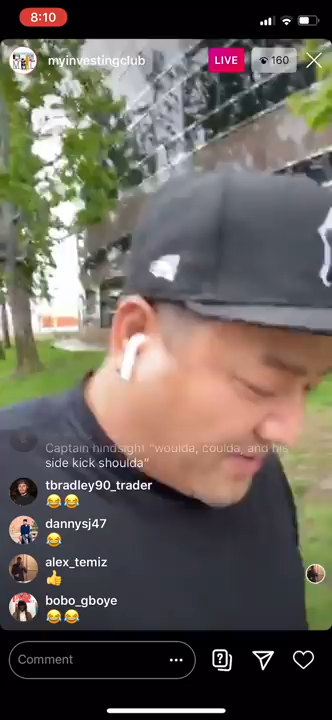 8:10
myinvestingclub
LIVE
160
Captain hindsight "woulda, coulda, and his
side kick shoulda"
tbradley90_trader
😂😂
dannysj47
😂
alex_temiz
👍
bobo_gboye
😂😂
Comment